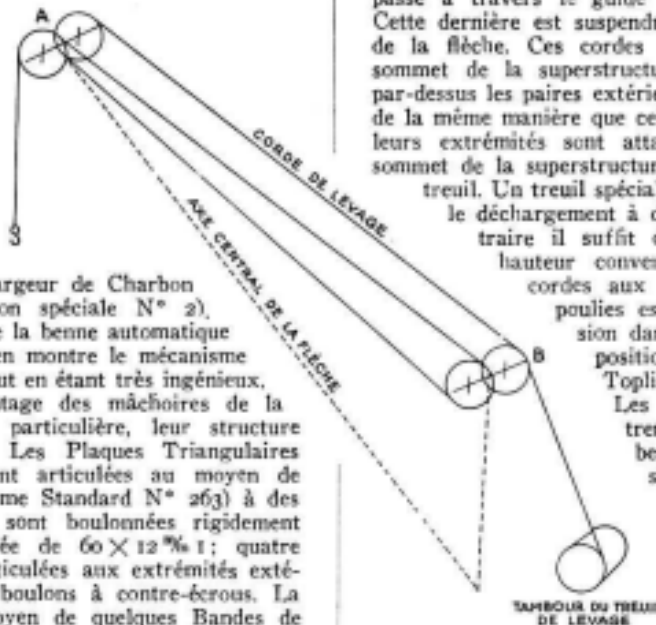 passe à travers le guide
Cette dernière est suspendu
de la flèche. Ces cordes
sommet de la superstructu
par-dessus les paires extérie
de la même manière que ce
leurs extrémités sont atta
sommet de la superstructur
treuil. Un treuil spécial
le déchargement à
traire il suffit
hauteur conven
cordes aux
poulies es
sion dan
position
Topli
Les
tren
be
s
A
CORDE DE LEVAGE
AXE CENTRAL DE LA FLÈCHE
B
TAMBOUR DU TREUIL
DE LEVAGE
argeur de Charbon
on spéciale N° 2).
e la benne automatique
en montre le mécanisme
ut en étant très ingénieux.
tage des mâchoires de la
particulière, leur structure
Les Plaques Triangulaires
nt articulées au moyen de
me Standard N° 263) à des
sont boulonnées rigidement
ée de 60 × 12 m/m 1; quatre
ticulées aux extrémités exté-
boulons à contre-écrous. La
oyen de quelques Bandes de